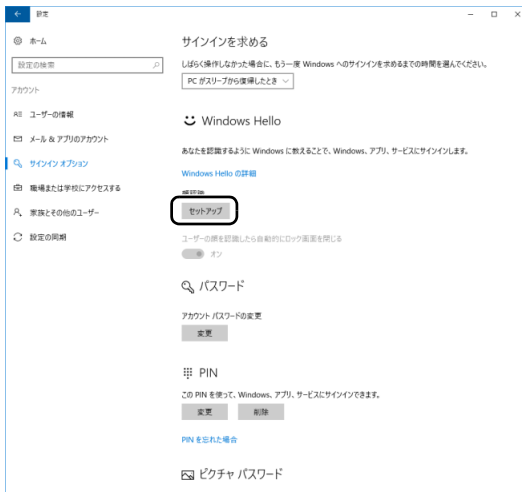 設定
ホーム
設定の検索
アカウント
ユーザーの情報
メール & アプリのアカウント
サインイン オプション
職場または学校にアクセスする
家族とその他のユーザー
設定の同期
サインインを求める
しばらく操作しなかった場合に、もう一度 Windows へのサインインを求めるまでの時間を選んでください。
PC がスリープから復帰したとき
Windows Hello
あなたを認識するように Windows に教えることで、Windows、アプリ、サービスにサインインします。
Windows Hello の詳細
顔認識
セットアップ
ユーザーの顔を認識したら自動的にロック画面を閉じる
オン
パスワード
アカウント パスワードの変更
変更
PIN
この PIN を使って、Windows、アプリ、サービスにサインインできます。
変更 削除
PIN を忘れた場合
ピクチャ パスワード